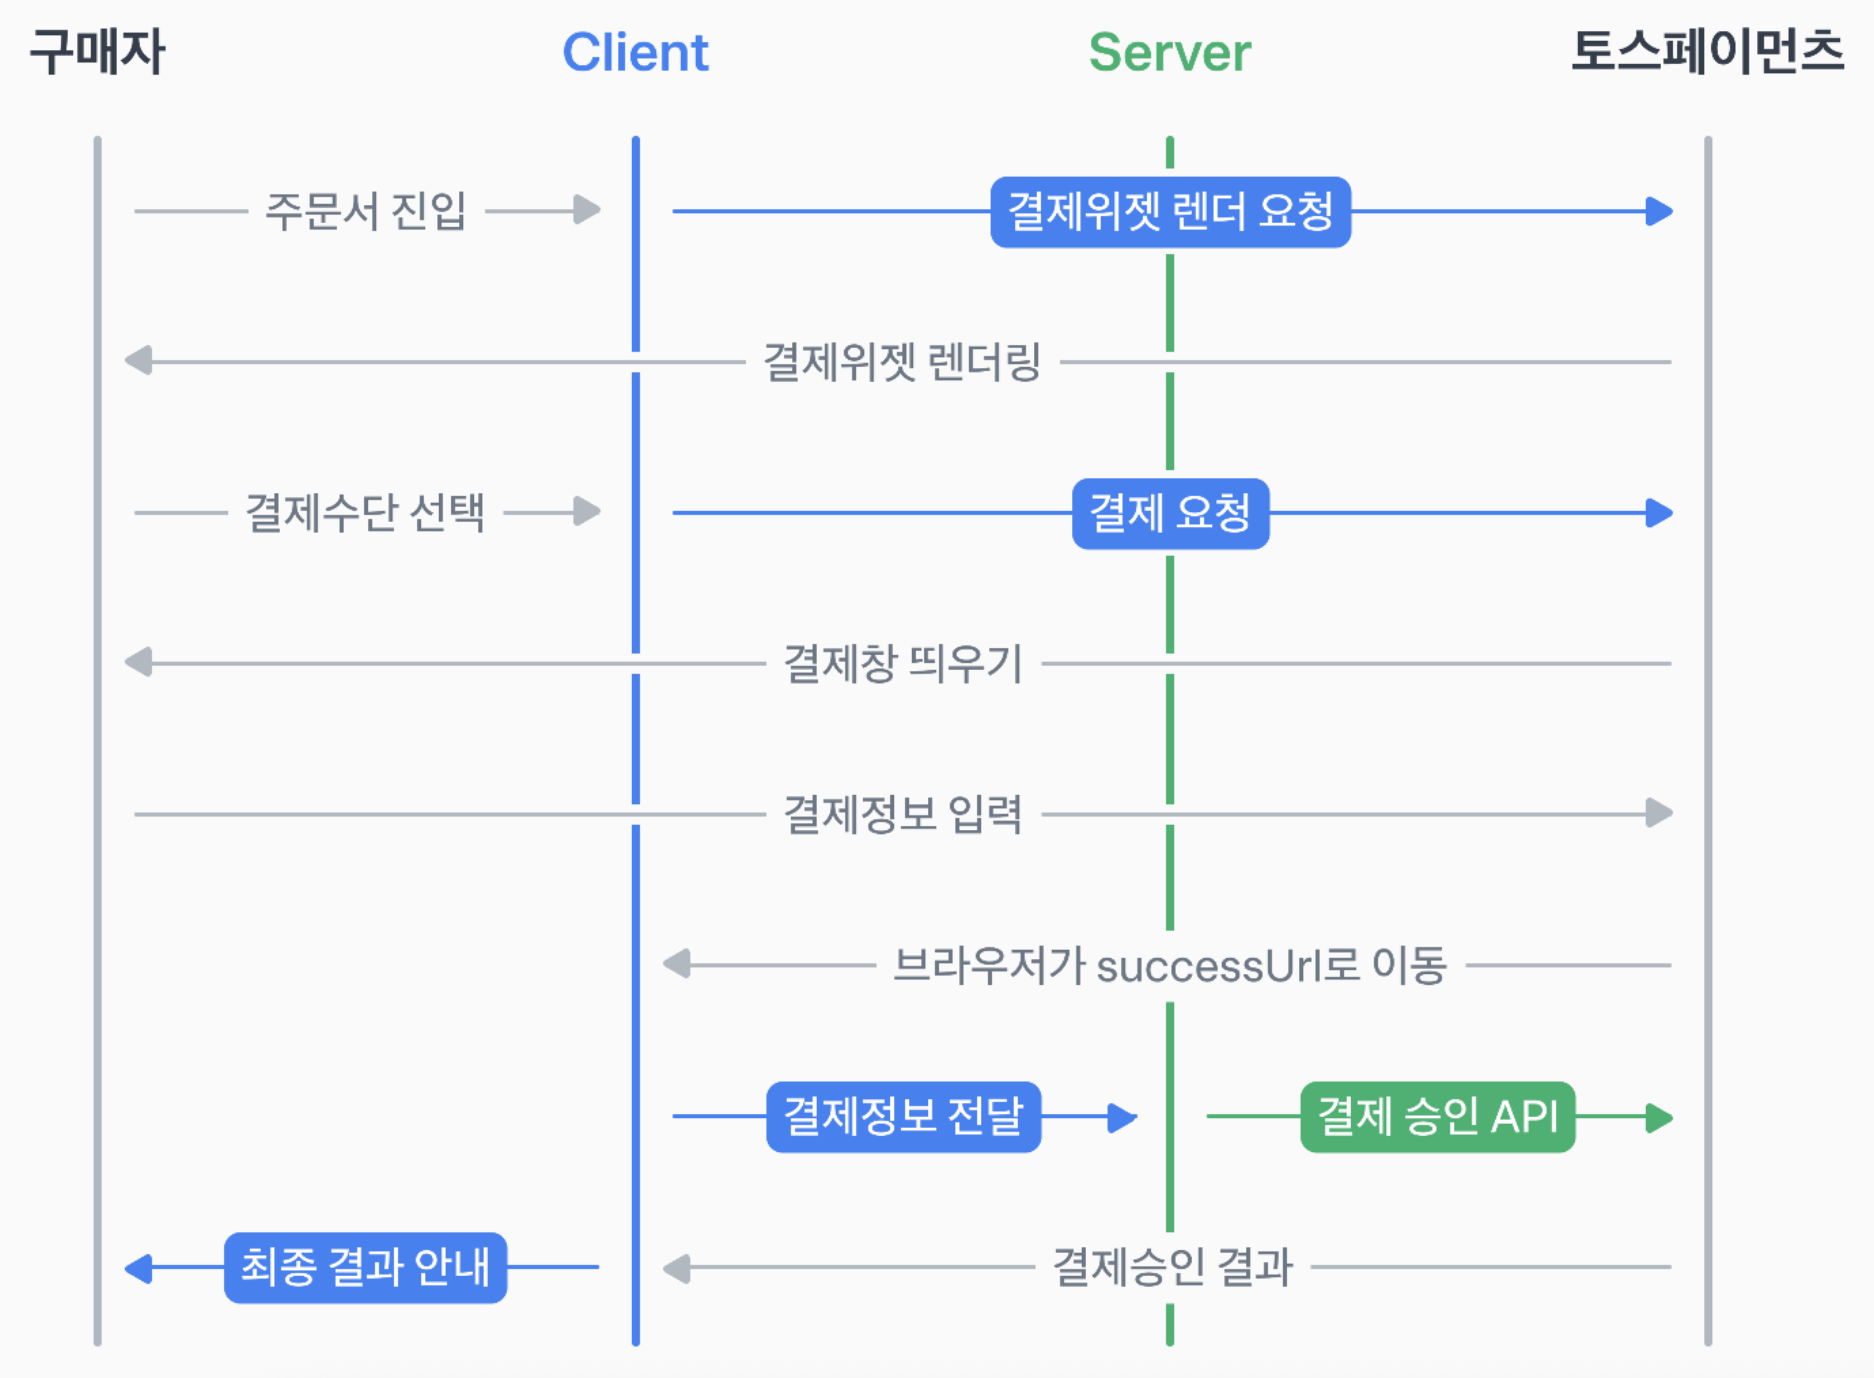 구매자
Client
Server
토스페이먼츠
주문서 진입
결제위젯 렌더 요청
결제위젯 렌더링
결제수단 선택
결제 요청
결제창 띄우기
결제정보 입력
브라우저가 successUrl로 이동
결제정보 전달
결제 승인 API
최종 결과 안내
결제승인 결과